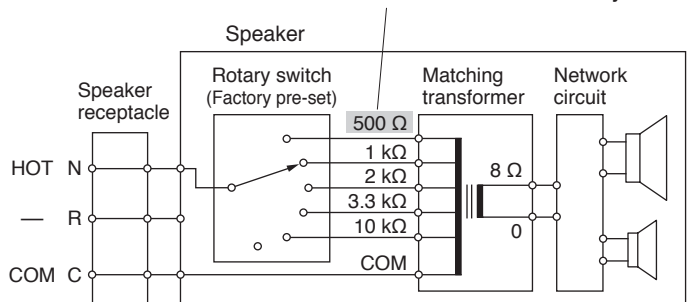 Speaker
Speaker
receptacle
Rotary switch
(Factory pre-set)
Matching
transformer
Network
circuit
500 Ω
1 kΩ
2 kΩ
3.3 kΩ
10 kΩ
COM
8 Ω
0
HOT N
— R
COM C